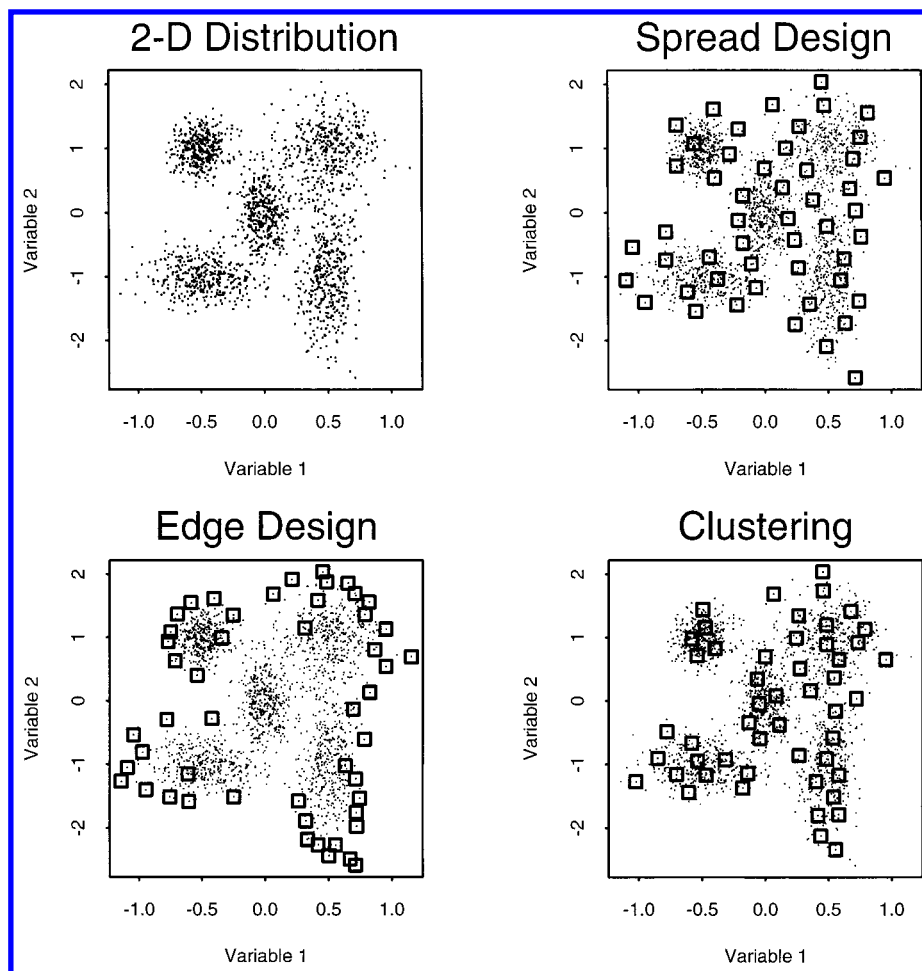 2-D Distribution
Spread Design
2
1
0
-1
-2
Variable 2
-1.0 -0.5 0.0 0.5 1.0
Variable 1
2
1
0
-1
-2
Variable 2
-1.0 -0.5 0.0 0.5 1.0
Variable 1
Edge Design
Clustering
2
1
0
-1
-2
Variable 2
-1.0 -0.5 0.0 0.5 1.0
Variable 1
2
1
0
-1
-2
Variable 2
-1.0 -0.5 0.0 0.5 1.0
Variable 1